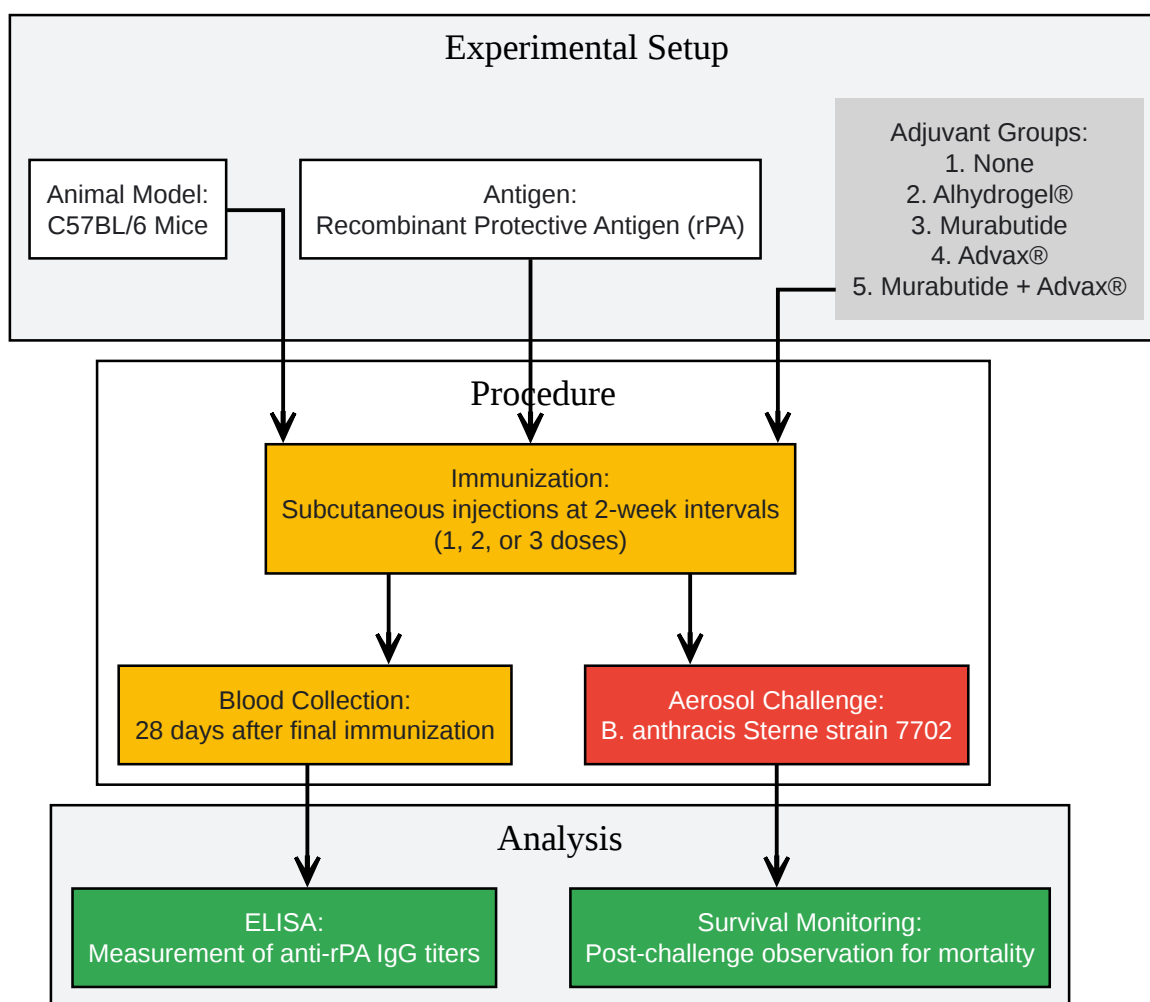 Experimental Setup
Animal Model:
C57BL/6 Mice
Antigen:
Recombinant Protective Antigen (rPA)
Adjuvant Groups:
1. None
2. Alhydrogel®
3. Murabutide
4. Advax®
5. Murabutide + Advax®
Procedure
Immunization:
Subcutaneous injections at 2-week intervals
(1, 2, or 3 doses)
Blood Collection:
28 days after final immunization
Aerosol Challenge:
B. anthracis Sterne strain 7702
Analysis
ELISA:
Measurement of anti-rPA IgG titers
Survival Monitoring:
Post-challenge observation for mortality